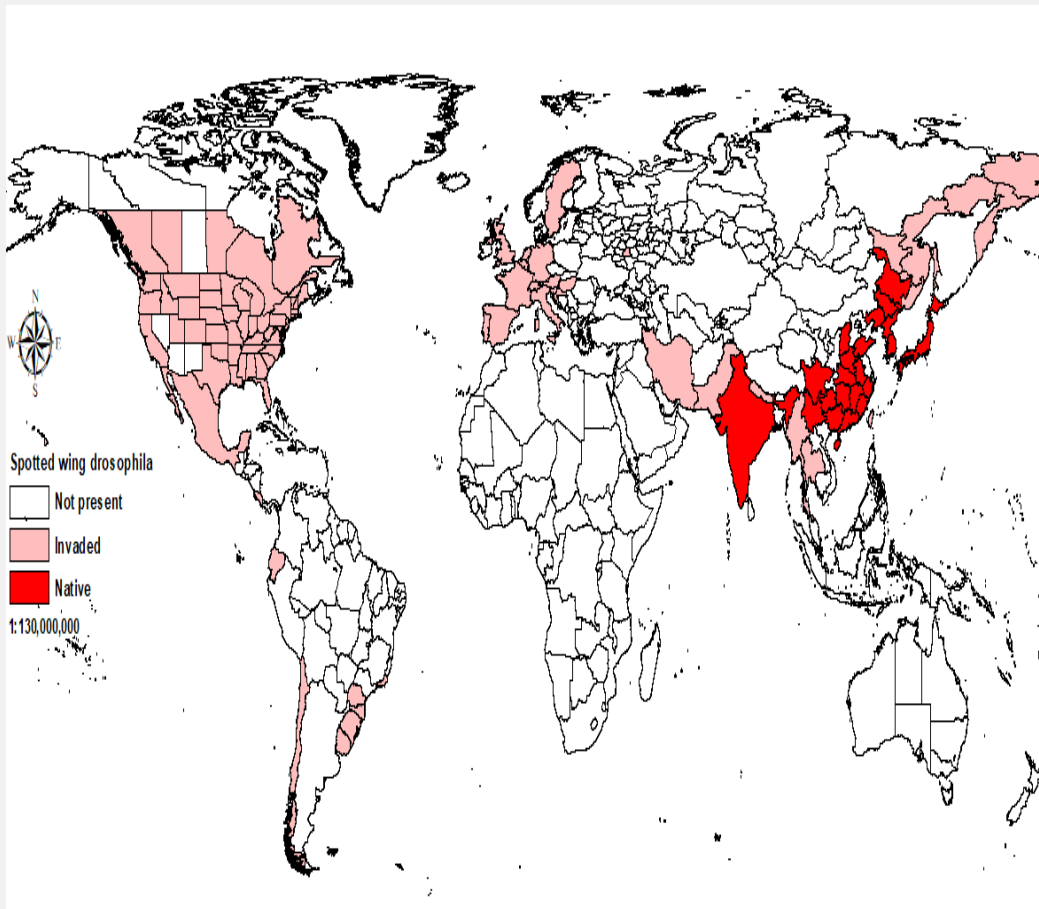 N
W E
S
Spotted wing drosophila
Not present
Invaded
Native
1:130,000,000